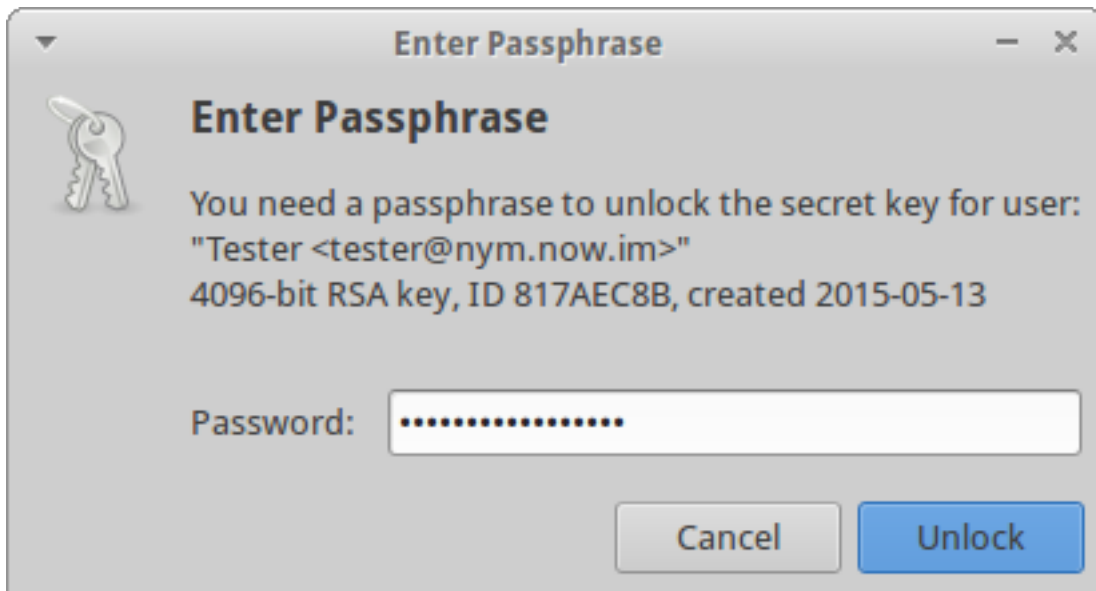 Enter Passphrase
Enter Passphrase
You need a passphrase to unlock the secret key for user:
"Tester <tester@nym.now.im>"
4096-bit RSA key, ID 817AEC8B, created 2015-05-13
Password: •••••••••••••••••
Cancel Unlock